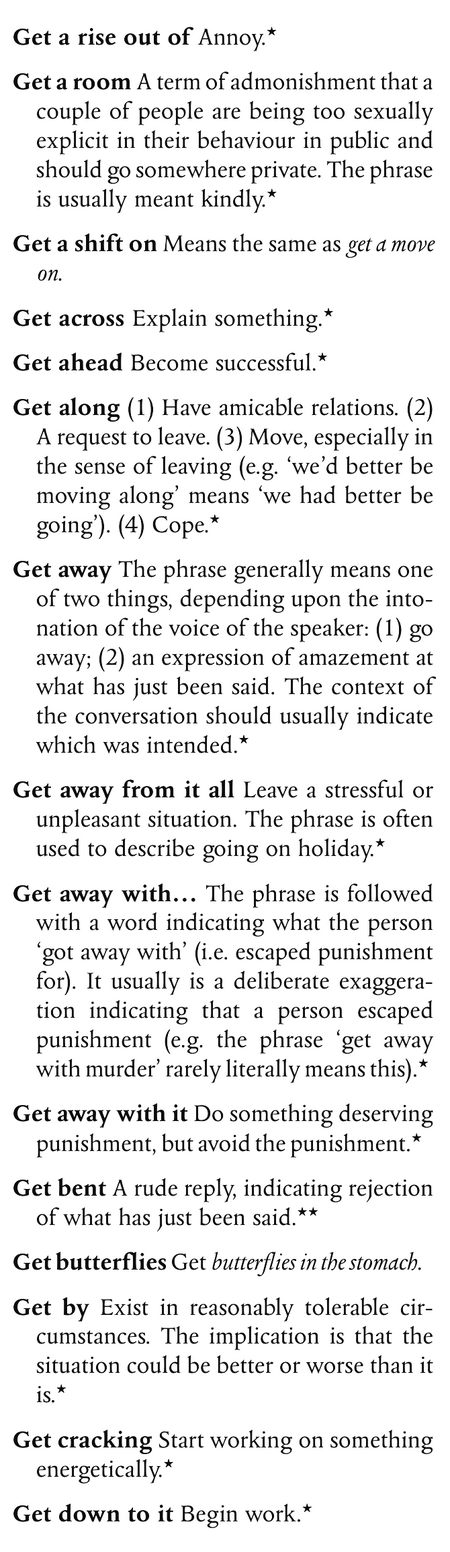 Get a rise out of Annoy.★
Get a room A term of admonishment that a
couple of people are being too sexually
explicit in their behaviour in public and
should go somewhere private. The phrase
is usually meant kindly.★
Get a shift on Means the same as get a move
on.
Get across Explain something.★
Get ahead Become successful.★
Get along (1) Have amicable relations. (2)
A request to leave. (3) Move, especially in
the sense of leaving (e.g. ‘we’d better be
moving along’ means ‘we had better be
going’). (4) Cope.★
Get away The phrase generally means one
of two things, depending upon the into-
nation of the voice of the speaker: (1) go
away; (2) an expression of amazement at
what has just been said. The context of
the conversation should usually indicate
which was intended.★
Get away from it all Leave a stressful or
unpleasant situation. The phrase is often
used to describe going on holiday.★
Get away with… The phrase is followed
with a word indicating what the person
‘got away with’ (i.e. escaped punishment
for). It usually is a deliberate exaggera-
tion indicating that a person escaped
punishment (e.g. the phrase ‘get away
with murder’ rarely literally means this).★
Get away with it Do something deserving
punishment, but avoid the punishment.★
Get bent A rude reply, indicating rejection
of what has just been said.★★
Get butterflies Get butterflies in the stomach.
Get by Exist in reasonably tolerable cir-
cumstances. The implication is that the
situation could be better or worse than it
is.★
Get cracking Start working on something
energetically.★
Get down to it Begin work.★